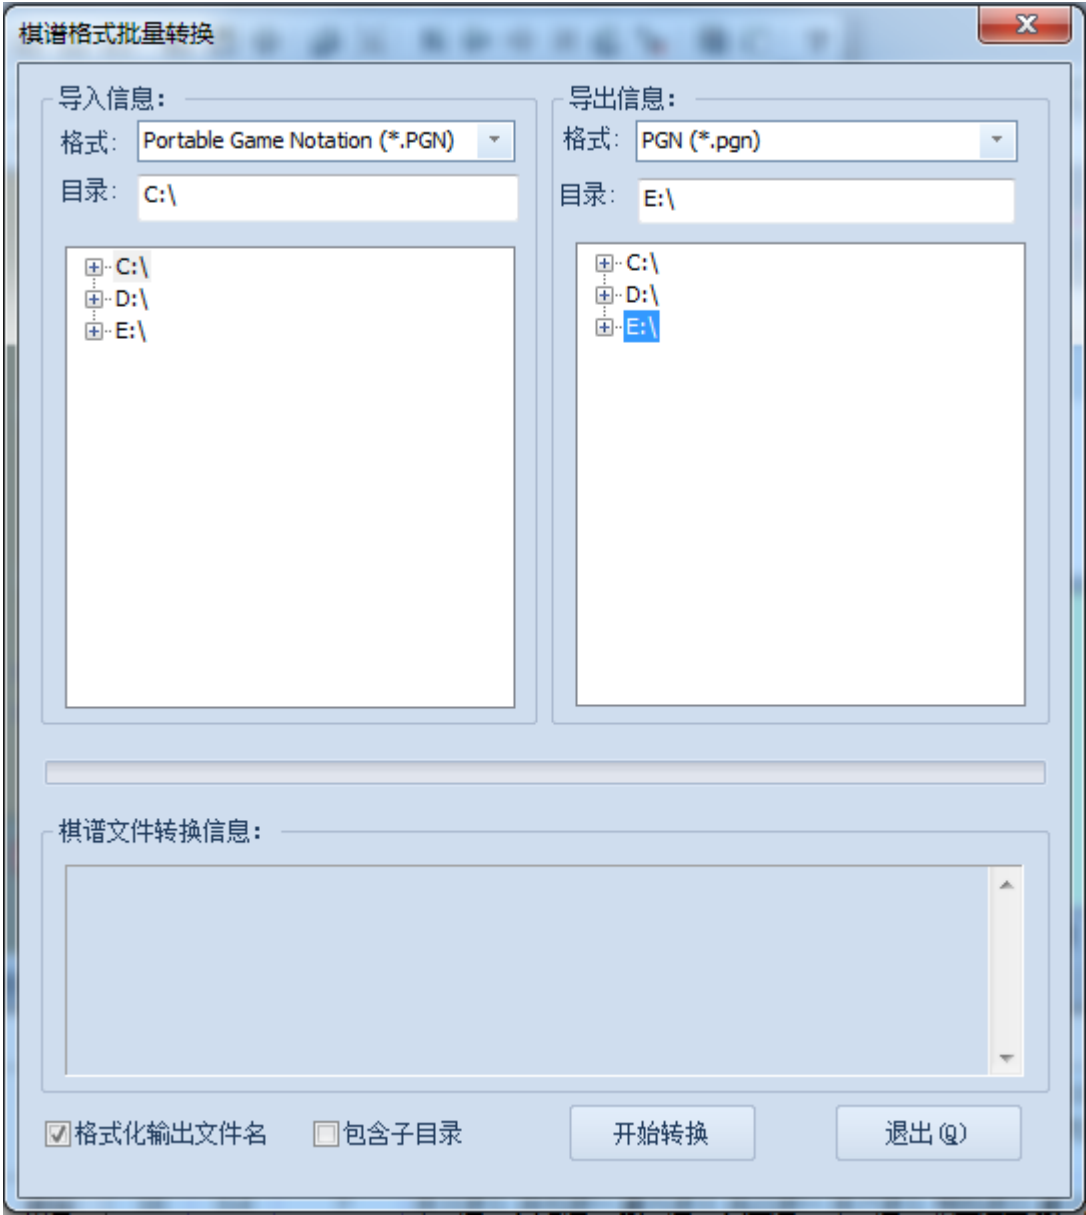 棋谱格式批量转换
导入信息：
格式：
Portable Game Notation (*.PGN)
目录：
C:\
C:\
D:\
E:\
导出信息：
格式：
PGN (*.pgn)
目录：
E:\
C:\
D:\
E:\
棋谱文件转换信息：
格式化输出文件名
包含子目录
开始转换
退出(Q)